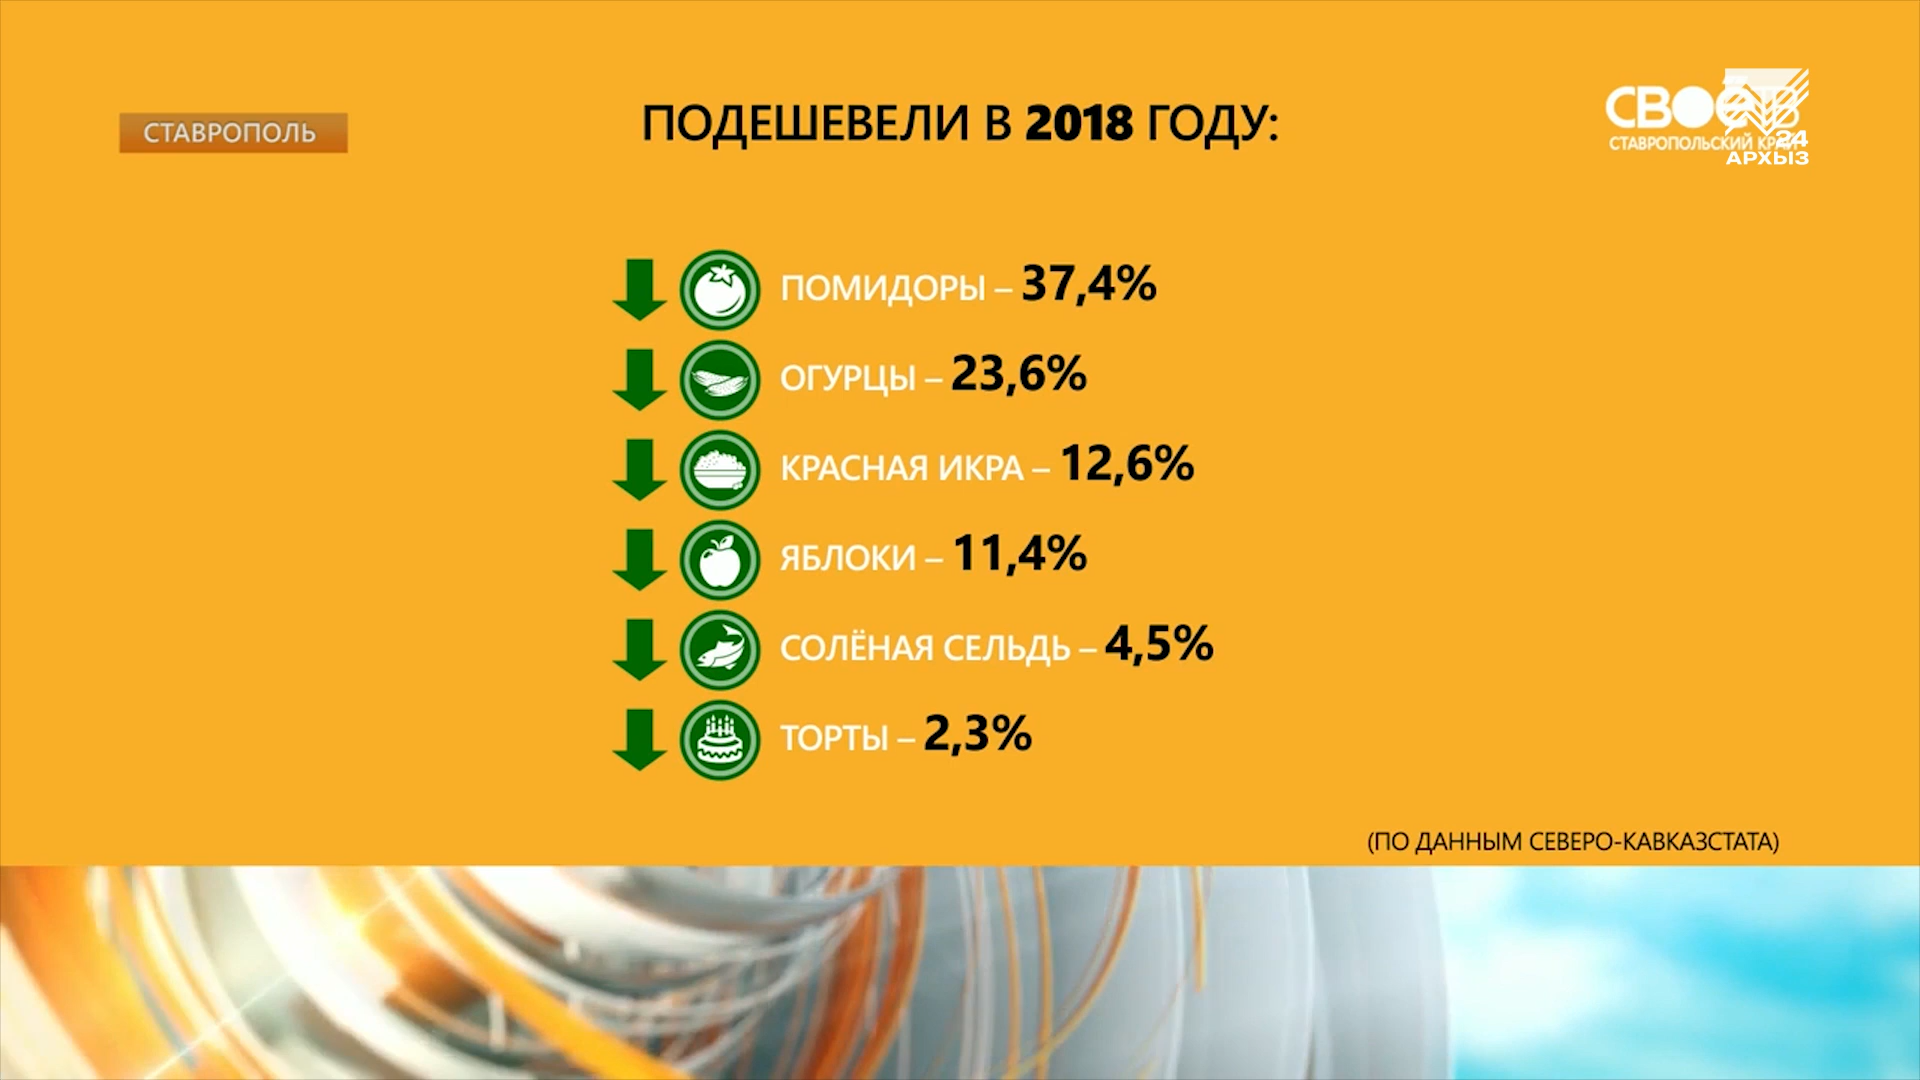 СТАВРОПОЛЬ
ПОДЕШЕВЕЛИ В 2018 ГОДУ:
СТАВРОПОЛЬСКИЙ КРАЙ
24
АРХЫЗ
ПОМИДОРЫ – 37,4%
ОГУРЦЫ – 23,6%
КРАСНАЯ ИКРА – 12,6%
ЯБЛОКИ – 11,4%
СОЛЁНАЯ СЕЛЬДЬ – 4,5%
ТОРТЫ – 2,3%
(ПО ДАННЫМ СЕВЕРО-КАВКАЗСТАТА)